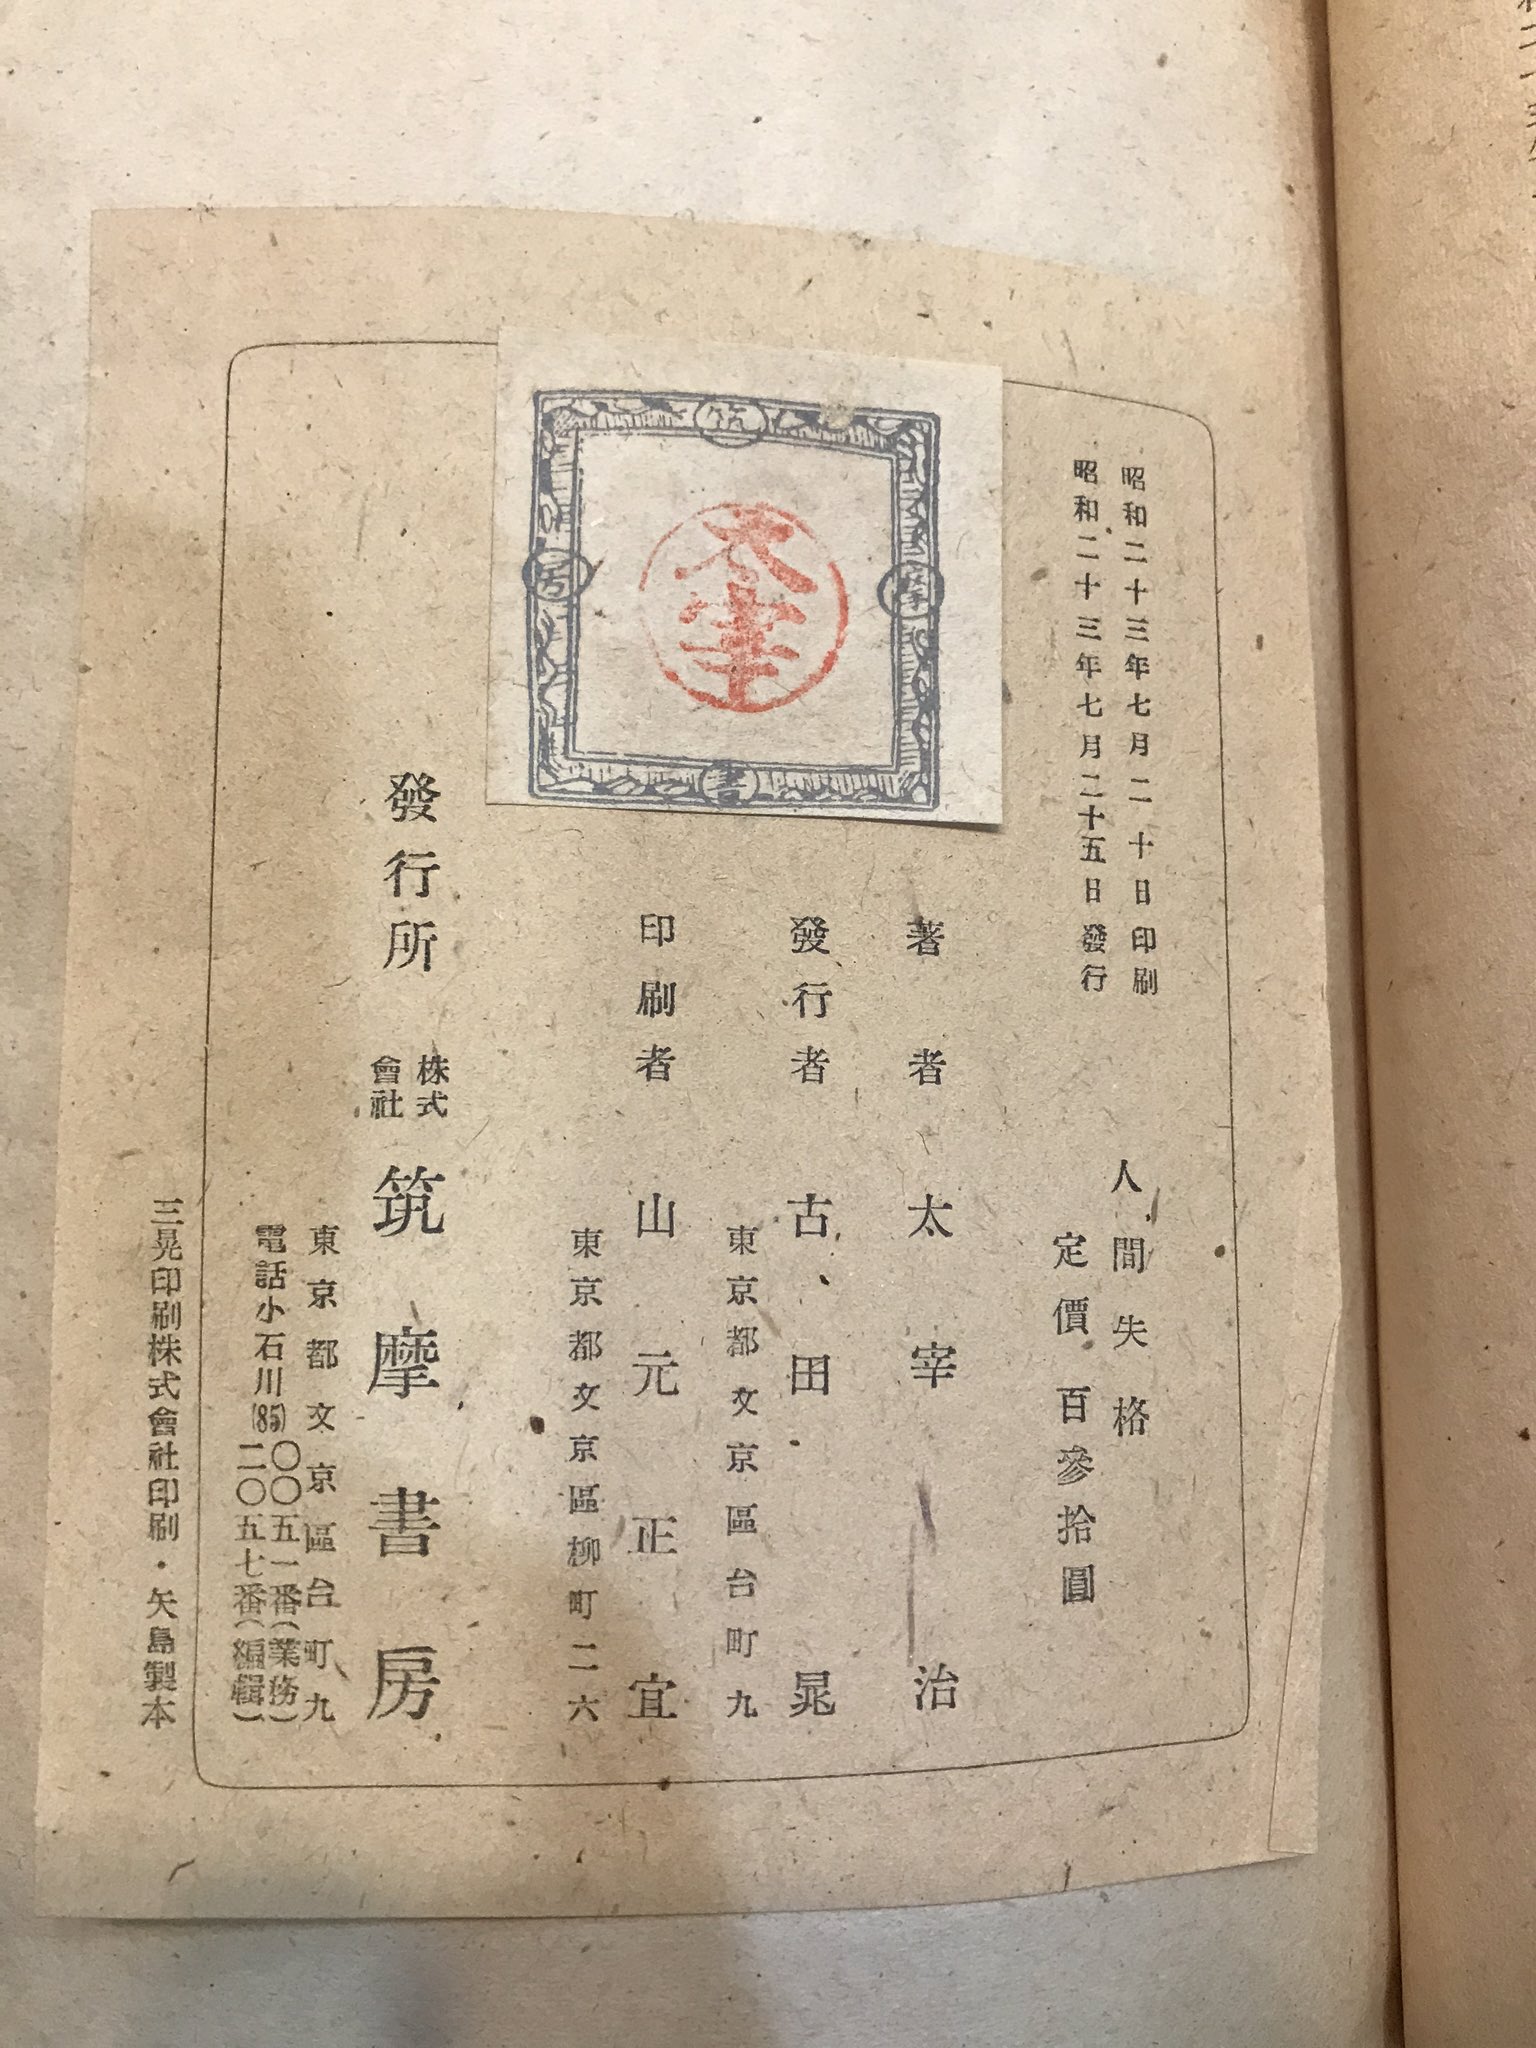 昭和二十三年七月二十日印刷
昭和二十三年七月二十五日發行
人間失格
定價百參拾圓
著者 太宰治
發行者 古田晁
東京都文京區台町九
印刷者 山元正宜
東京都文京區柳町二六
發行所 株式會社 筑摩書房
東京都文京區台町九
電話小石川(85)〇〇五一番(業務)
二〇五七番(編輯)
三晃印刷株式會社印刷・矢島製本
筑
摩
書
房
太宰